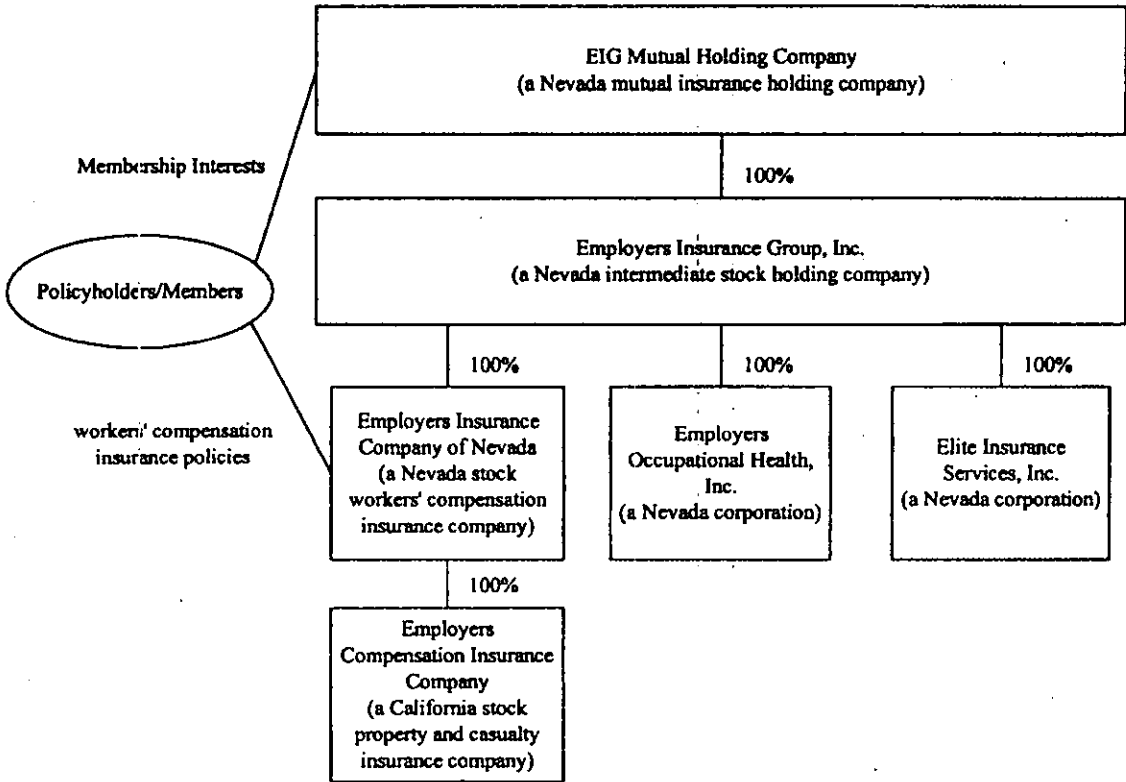 EIG Mutual Holding Company
(a Nevada mutual insurance holding company)
Membership Interests
100%
Employers Insurance Group, Inc.
(a Nevada intermediate stock holding company)
Policyholders/Members
100%
100%
100%
workers' compensation
insurance policies
Employers Insurance
Company of Nevada
(a Nevada stock
workers' compensation
insurance company)
Employers
Occupational Health,
Inc.
(a Nevada corporation)
Elite Insurance
Services, Inc.
(a Nevada corporation)
100%
Employers
Compensation Insurance
Company
(a California stock
property and casualty
insurance company)